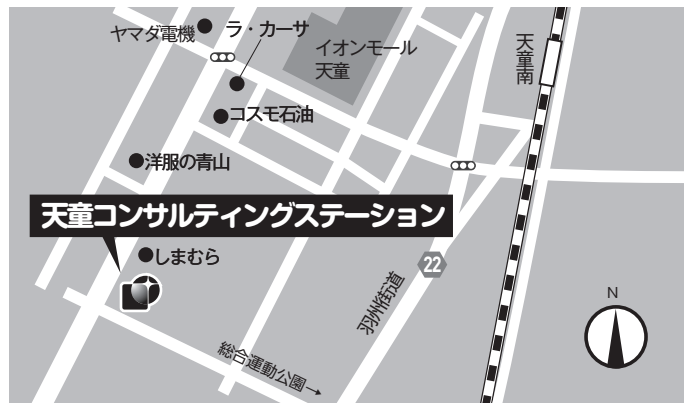 ヤマダ電機
ラ・カーサ
イオンモール
天童
天童南
コスモ石油
洋服の青山
天童コンサルティングステーション
しまむら
22
羽州街道
総合運動公園→
N